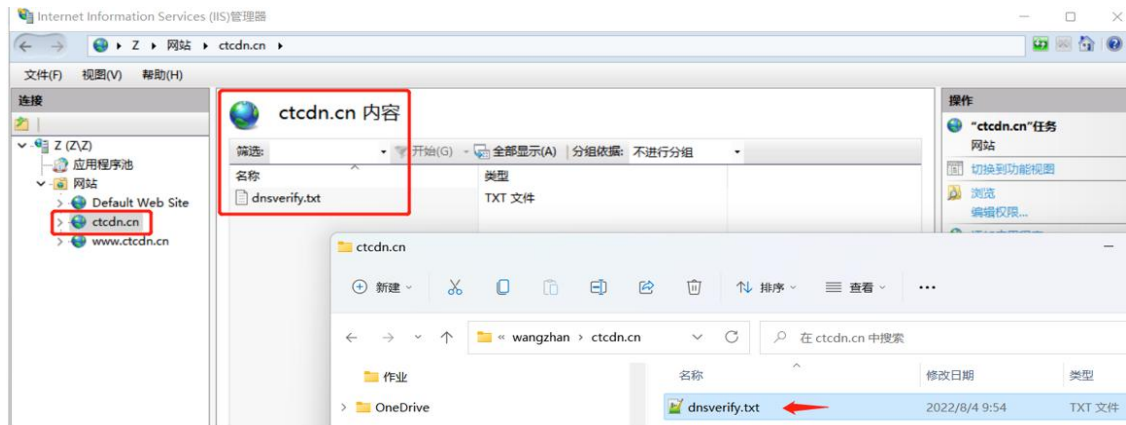 Internet Information Services (IIS)管理器
Z 网站 ctcdn.cn
文件(F) 视图(V) 帮助(H)
连接
Z (Z\Z)
应用程序池
网站
Default Web Site
ctcdn.cn
www.ctcdn.cn
ctcdn.cn 内容
筛选: 开始(G) 全部显示(A) 分组依据: 不进行分组
名称 类型
dnsverify.txt TXT 文件
操作
"ctcdn.cn"任务
网站
切换到功能视图
浏览
编辑权限...
ctcdn.cn
新建 排序 查看 ...
« wangzhan › ctcdn.cn 在 ctcdn.cn 中搜索
作业
OneDrive
名称 修改日期 类型
dnsverify.txt 2022/8/4 9:54 TXT 文件